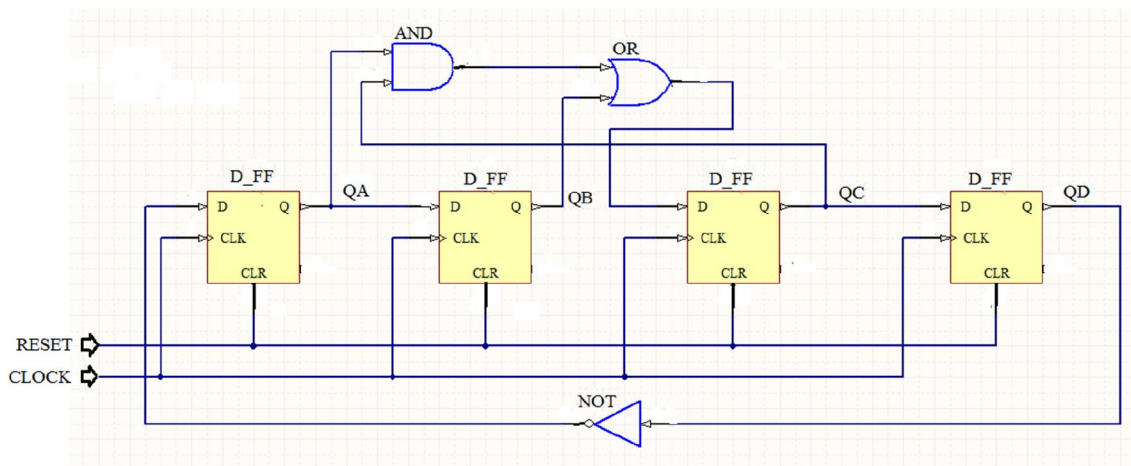 AND
OR
D_FF
QA
D_FF
QB
D_FF
QC
D_FF
QD
D Q
D Q
D Q
D Q
CLK
CLK
CLK
CLK
CLR
CLR
CLR
CLR
RESET
CLOCK
NOT